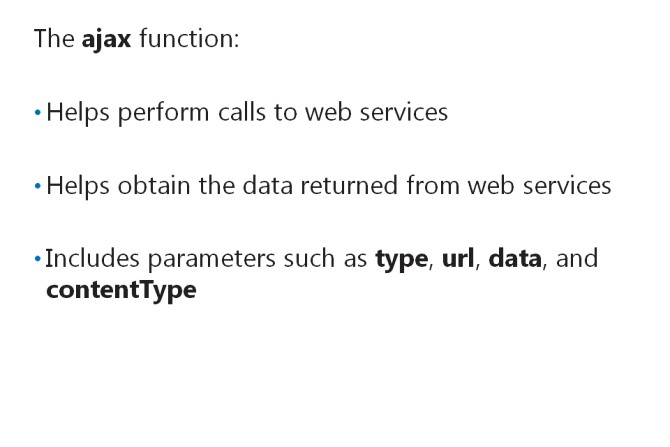 The ajax function:
• Helps perform calls to web services
• Helps obtain the data returned from web services
• Includes parameters such as type, url, data, and
contentType